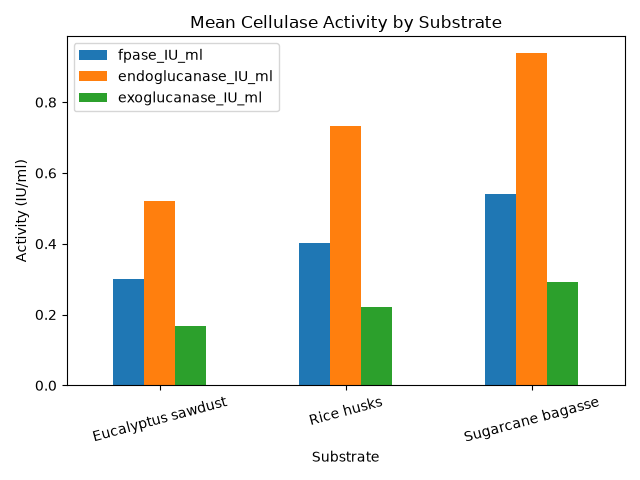 Mean Cellulase Activity by Substrate
fpase_IU_ml
endoglucanase_IU_ml
exoglucanase_IU_ml
Activity (IU/ml)
0.8
0.6
0.4
0.2
0.0
Eucalyptus sawdust
Rice husks
Sugarcane bagasse
Substrate